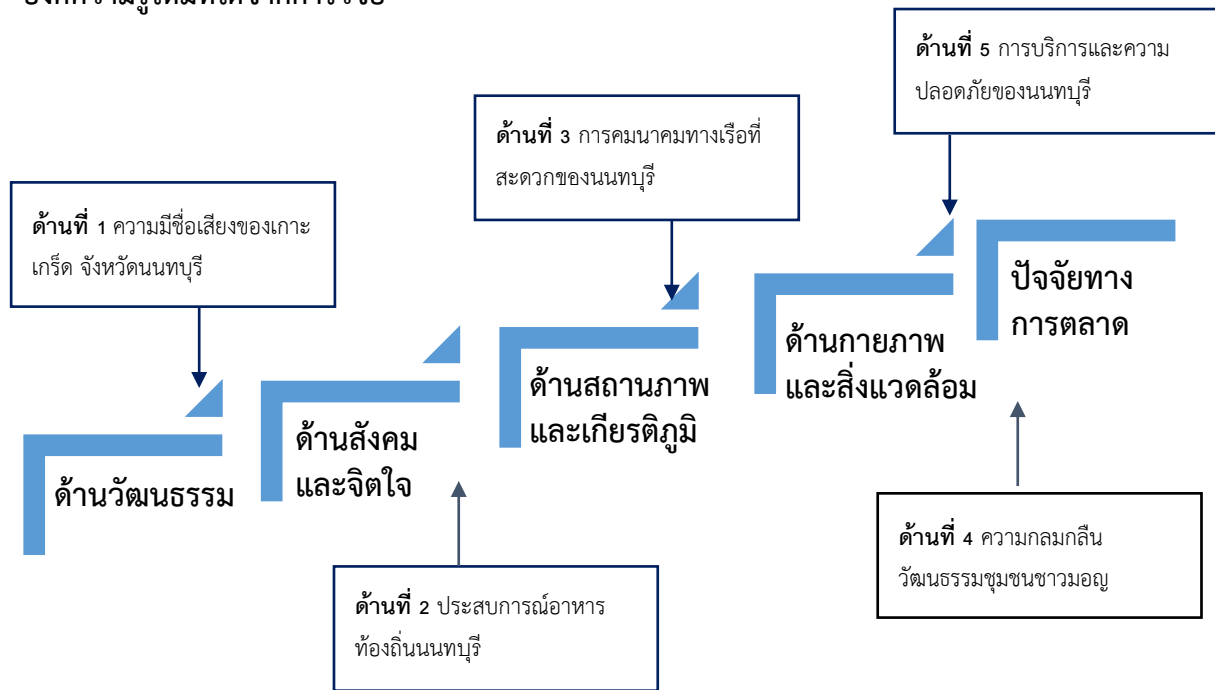 ด้านที่ 5 การบริการและความ
ปลอดภัยของนนทบุรี
ด้านที่ 3 การคมนาคมทางเรือที่
สะดวกของนนทบุรี
ด้านที่ 1 ความมีชื่อเสียงของเกาะ
เกร็ด จังหวัดนนทบุรี
ปัจจัยทาง
การตลาด
ด้านกายภาพ
และสิ่งแวดล้อม
ด้านสถานภาพ
และเกียรติภูมิ
ด้านสังคม
และจิตใจ
ด้านวัฒนธรรม
ด้านที่ 4 ความกลมกลืน
วัฒนธรรมชุมชนชาวมอญ
ด้านที่ 2 ประสบการณ์อาหาร
ท้องถิ่นนนทบุรี